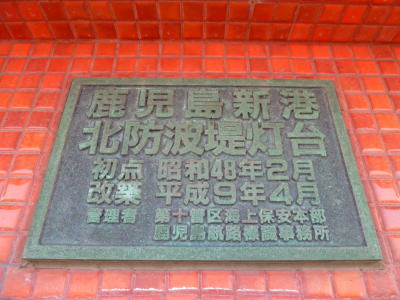 鹿児島新港
北防波堤灯台
初点 昭和48年2月
改築 平成9年4月
管理者 第十管区海上保安本部
鹿児島航路標識事務所